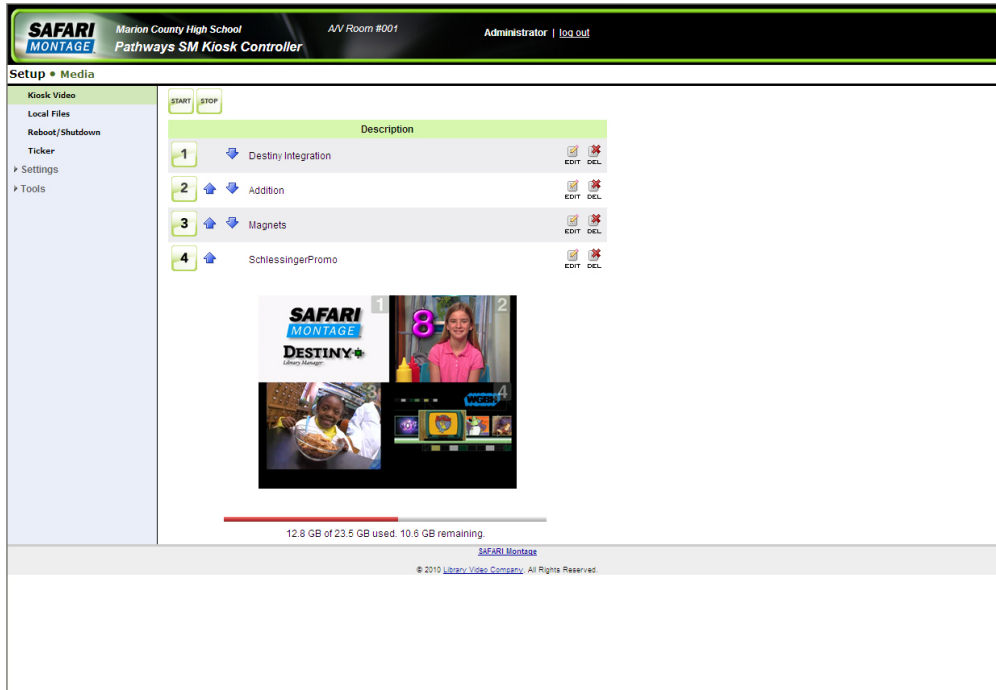 SAFARI
MONTAGE
Marion County High School
A/V Room #001
Administrator | log out
Pathways SM Kiosk Controller
Setup • Media
Kiosk Video
Local Files
Reboot/Shutdown
Ticker
Settings
Tools
START STOP
Description
1 Destiny Integration EDIT DEL
2 Addition EDIT DEL
3 Magnets EDIT DEL
4 SchlessingerPromo EDIT DEL
1
SAFARI
MONTAGE
DESTINY
Library Manager
2
8
3
4
12.8 GB of 23.5 GB used. 10.6 GB remaining.
SAFARI Montage
© 2010 Library Video Company. All Rights Reserved.